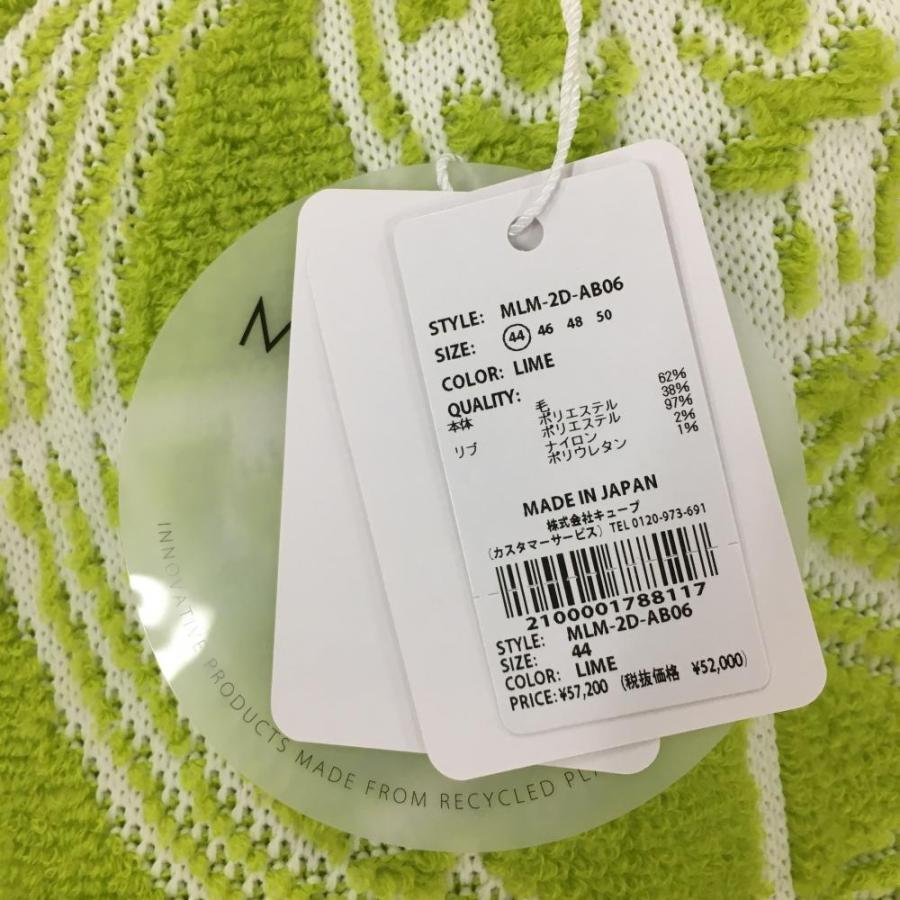 STYLE: MLM-2D-AB06
SIZE: 44 46 48 50
COLOR: LIME
QUALITY:
本体 毛 62%
ポリエステル 38%
リブ ポリエステル 97%
ナイロン 2%
ポリウレタン 1%
MADE IN JAPAN
株式会社キューブ
(カスタマーサービス) TEL 0120-973-691
2100001788117
STYLE: MLM-2D-AB06
SIZE: 44
COLOR: LIME
PRICE: ¥57,200 (税抜価格 ¥52,000)
M
INNOVATIVE PRODUCTS MADE FROM RECYCLED